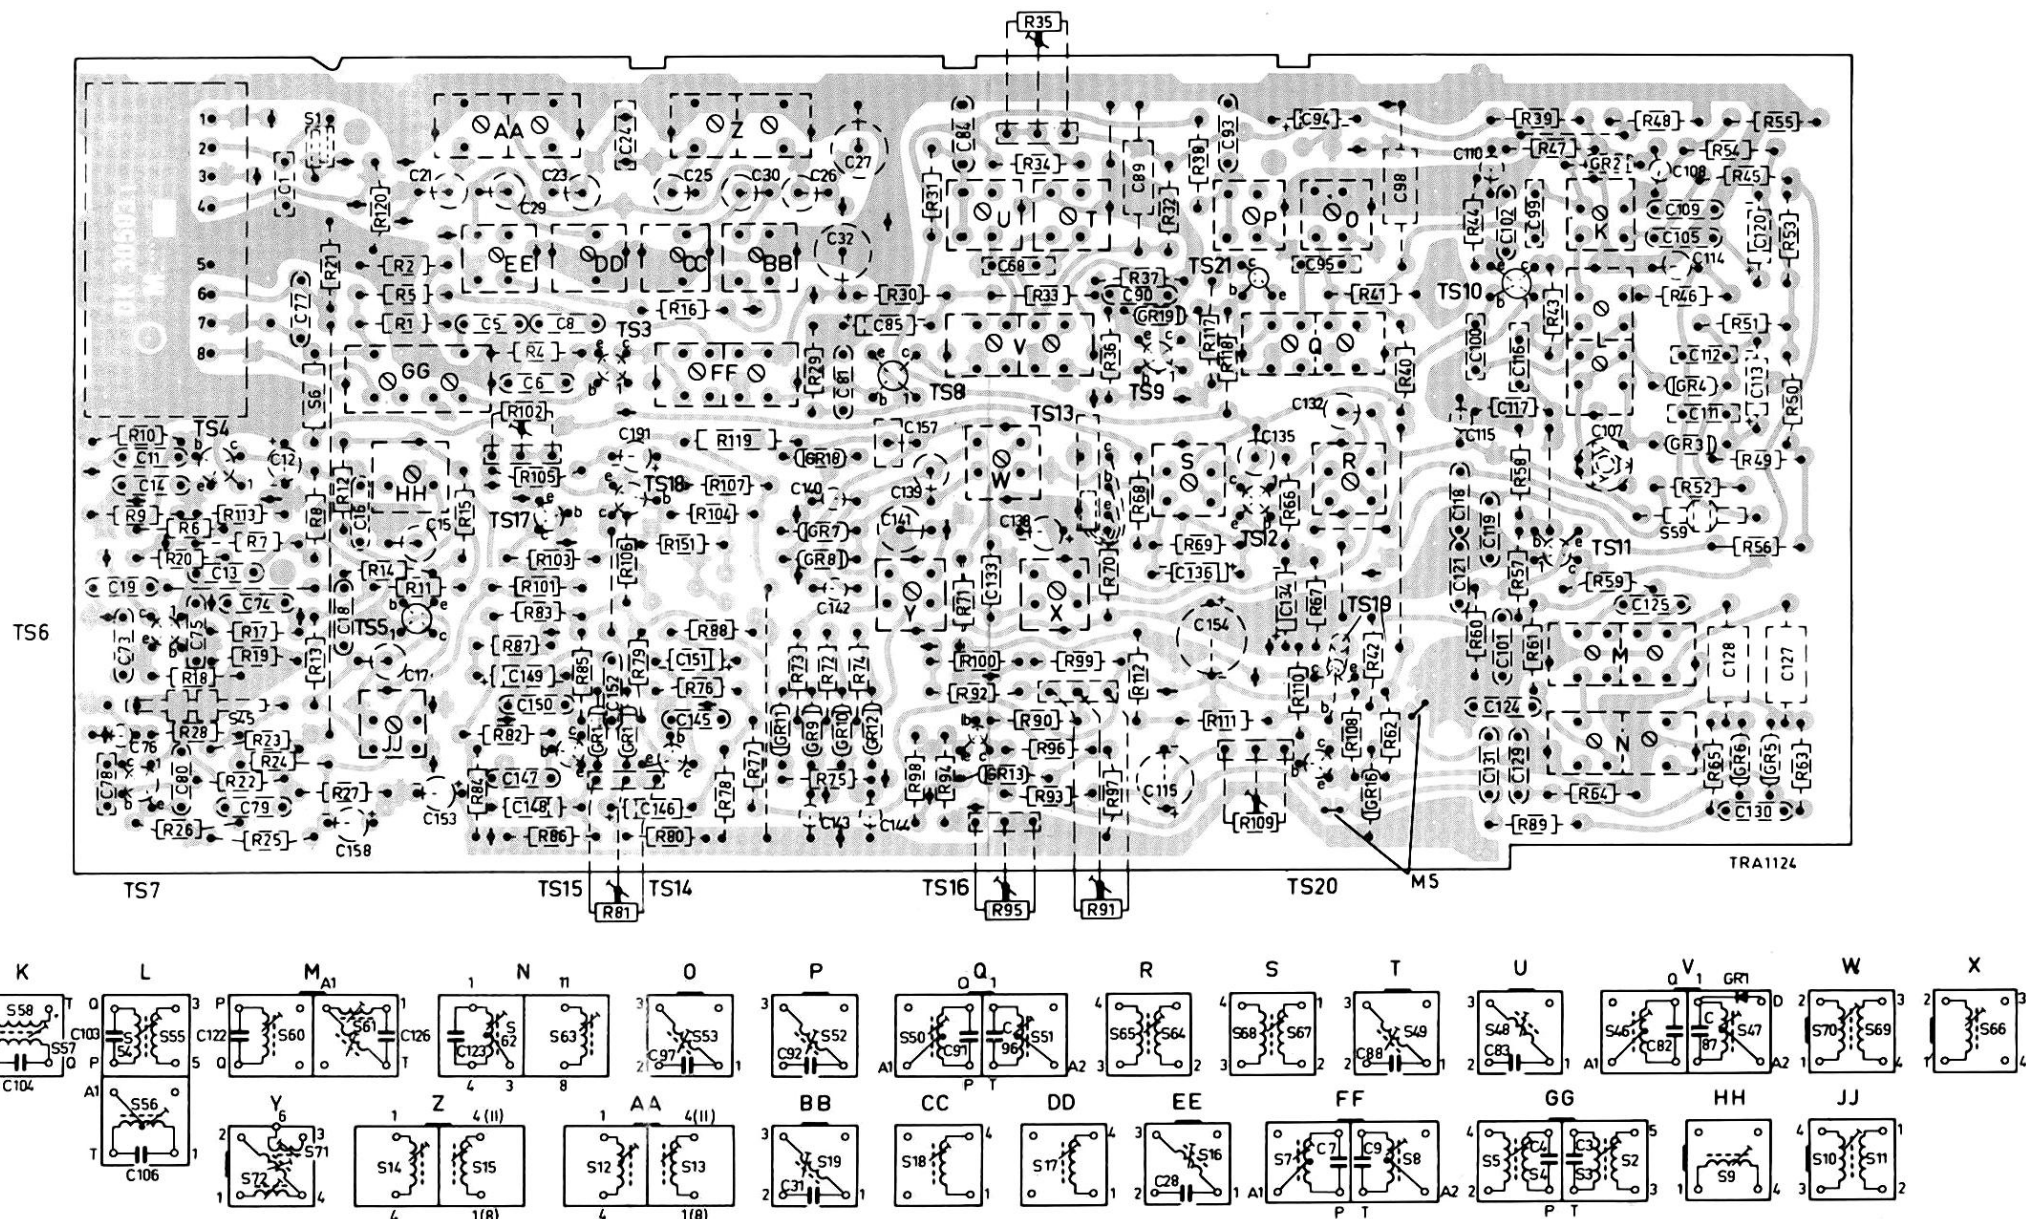 R35
1 S1 AA C24 Z C84 C93 C94 R39 R48 R55
2 C27 R34 C89 R38 C110 R47 GR2 R54
3 C1 C21 C23 C25 C30 C26 R31 C98 C108 R45
4 R120 C29 U T R32 P O R44 C102 C99 K C109 C120 R53
C32 C105
5 R21 R2 EE DD CC BB C68 TS21 c C95 C114
6 C77 R5 R16 R30 R33 R37 C90 b e R41 TS10 b e c R43 R46
7 R1 C5 C8 TS3 C85 GR19 R117 C100 L R51
8 GG R4 FF R29 C81 V R36 R118 Q R40 C116 C112
S6 C6 TS8 TS9 GR4 C113 R50
R102 TS13 C132 C117 C111
R10 TS4 C191 R119 C157 C135 C115 C107 GR3
C11 C12 HH R105 TS18 GR18 W S R R58 R49
C14 R12 R107 C140 C139 R68 R66 C118 R52
R9 R113 R8 C16 C15 R15 TS17 R104 GR7 C141 C138 C119 S59
R6 R7 R103 R106 R151 R69 TS12 TS11 R56
R20 C13 R14 GR8 R70 C136 C121 R57
C19 C74 R11 R101 C142 Y R71 C133 X C134 R67 R59
TS6 C73 C75 R17 C18 TS5 R83 R88 C154 TS19 R60 C101 R61 C125
R19 R13 C17 R87 R85 R79 C151 R73 R72 R74 R100 R99 R112 R42 M C128 C127
R18 C149 C152 R76 R92 R110
S45 JJ C150 C145 GR11 GR9 GR10 GR12 R90 R111 C124
C76 R28 R23 R82 R96 R108 R62 C131 C129 N R65 GR6 GR5 R63
C78 C80 R24 R84 R77 R98 R94 GR13
R22 C147 R75 R93 R97 C115 GR16
C79 R27 C153 C148 C146 R78 R64
R26 R25 C158 R86 R80 C143 C144 R109 R89 C130
TRA1124
TS7 TS15 TS14 TS16 TS20 M5
R81 R95 R91
K L M N O P Q R S T U V W X
S58 T Q 3 P A1 1 1 11 3 3 Q 1 4 1 3 3 Q 1 GR1 D 2 3 2 3
S57 C103 S54 S55 C122 S60 S61 C126 C123 S62 S63 C97 S53 C92 S52 S50 C91 C96 S51 S65 S64 S68 S67 C88 S49 C83 S48 S46 C82 C87 S47 S70 S69 S66
C104 Q P 5 Q T 4 3 8 2 1 2 1 A1 P T A2 3 2 3 2 2 1 2 1 A1 A2 1 4 1 4
A1 S56 T 1 C106
Y Z AA BB CC DD EE FF GG HH JJ
2 6 3 1 4(II) 1 4(II) 3 4 4 3 4 5 4 1
S72 S71 S14 S15 S12 S13 S19 C31 S18 S17 S16 C28 S7 C7 C9 S8 S5 C4 S4 C3 S3 S2 S9 S10 S11
1 4 4 1(8) 4 1(8) 2 1 1 1 2 1 A1 P T A2 2 P T 3 1 4 3 2